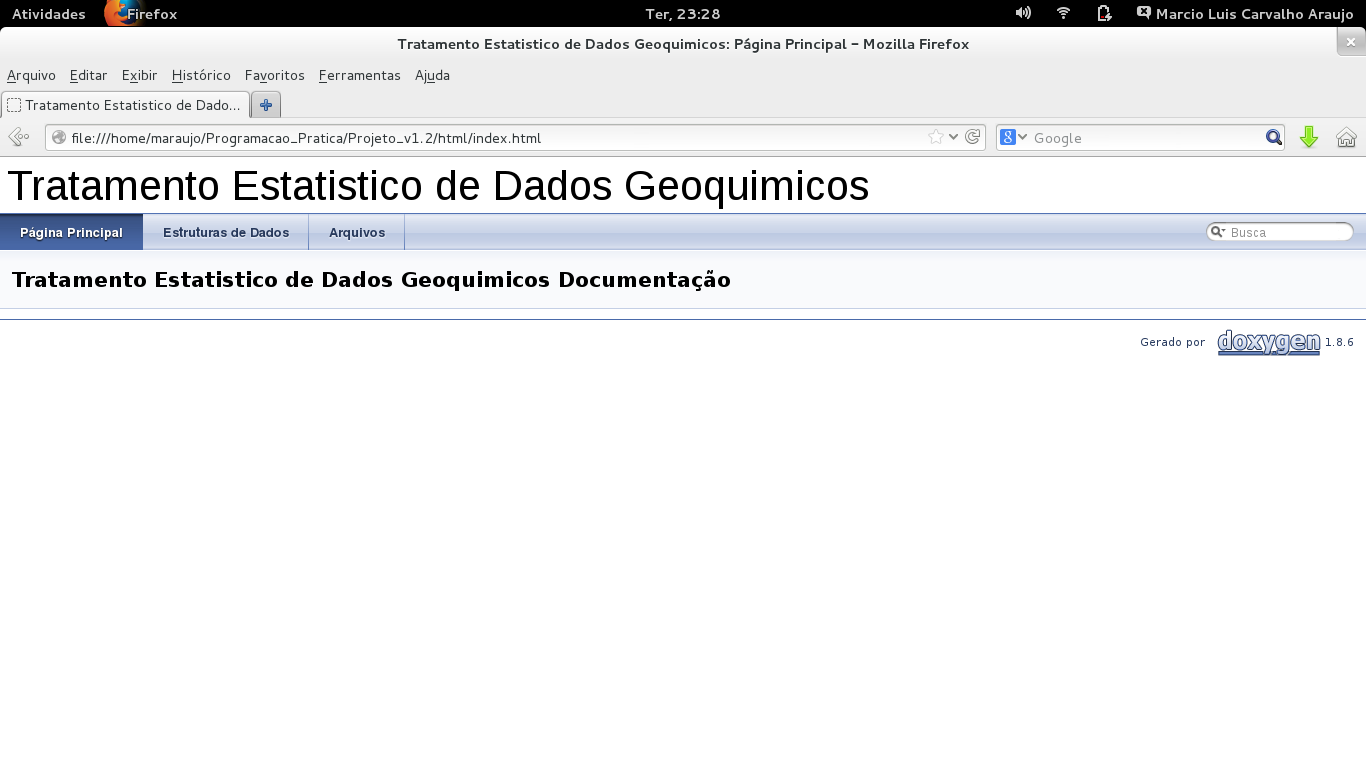 Atividades Firefox Ter, 23:28 Marcio Luis Carvalho Araujo
Tratamento Estatistico de Dados Geoquimicos: Página Principal - Mozilla Firefox
Arquivo Editar Exibir Histórico Favoritos Ferramentas Ajuda
Tratamento Estatistico de Dado...
file:///home/maraujo/Programacao_Pratica/Projeto_v1.2/html/index.html Google
Tratamento Estatistico de Dados Geoquimicos
Página Principal Estruturas de Dados Arquivos Busca
Tratamento Estatistico de Dados Geoquimicos Documentação
Gerado por doxygen 1.8.6